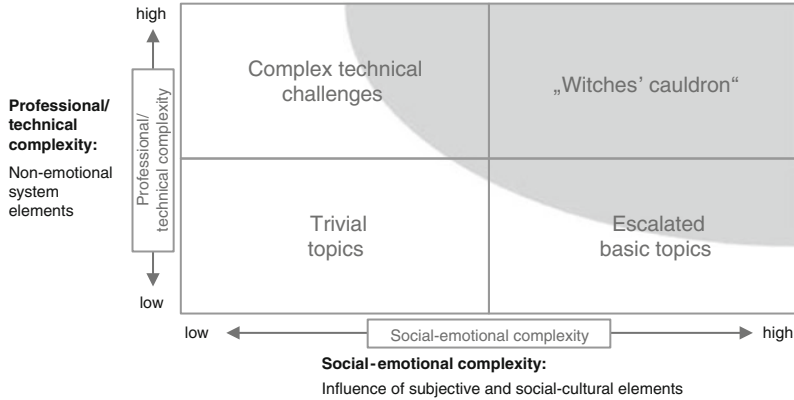 high
Professional/
technical complexity
low
Professional/
technical
complexity:
Non-emotional
system
elements
Complex technical
challenges
„Witches’ cauldron“
Trivial
topics
Escalated
basic topics
low
Social-emotional complexity
high
Social-emotional complexity:
Influence of subjective and social-cultural elements